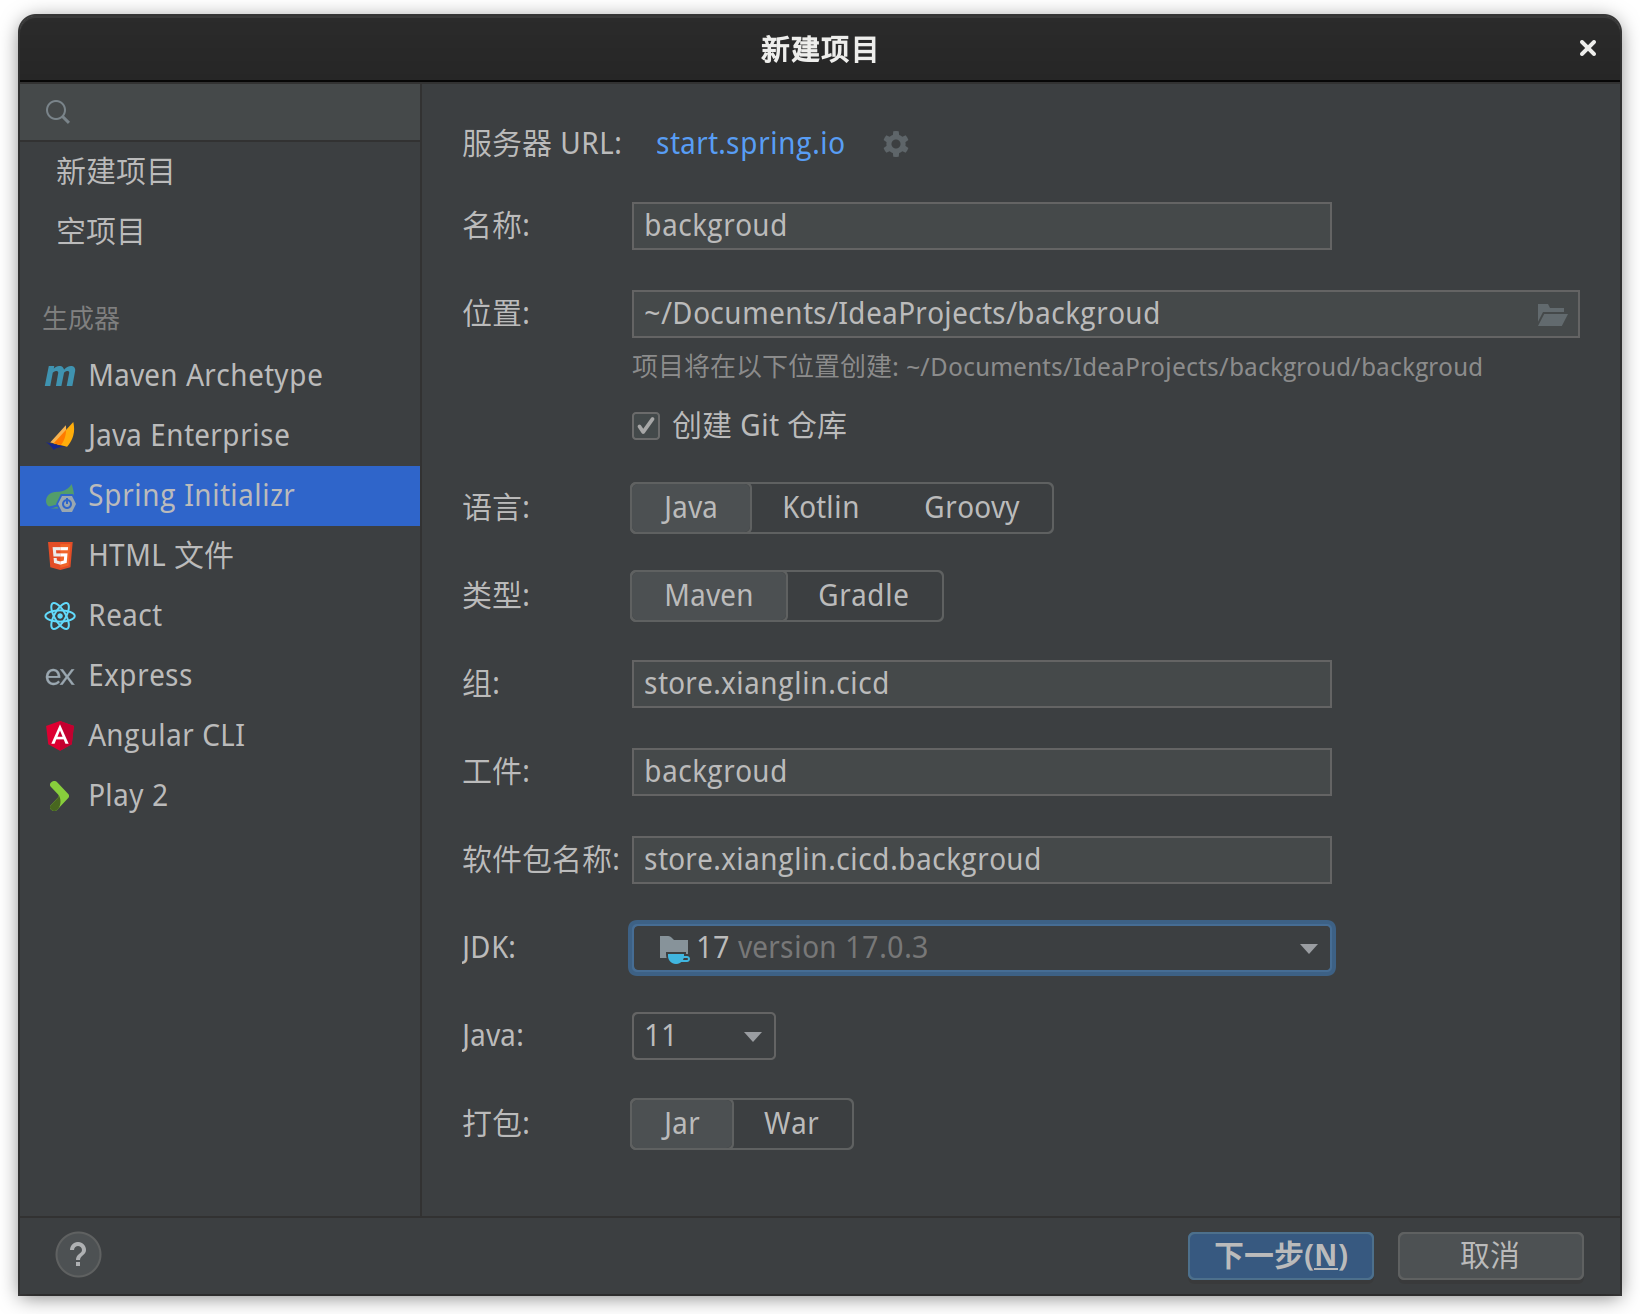 新建项目
新建项目
空项目
生成器
Maven Archetype
Java Enterprise
Spring Initializr
HTML 文件
React
ex Express
Angular CLI
Play 2
服务器 URL: start.spring.io
名称: backgroud
位置: ~/Documents/IdeaProjects/backgroud
项目将在以下位置创建: ~/Documents/IdeaProjects/backgroud/backgroud
创建 Git 仓库
语言: Java Kotlin Groovy
类型: Maven Gradle
组: store.xianglin.cicd
工件: backgroud
软件包名称: store.xianglin.cicd.backgroud
JDK: 17 version 17.0.3
Java: 11
打包: Jar War
? 下一步(N) 取消